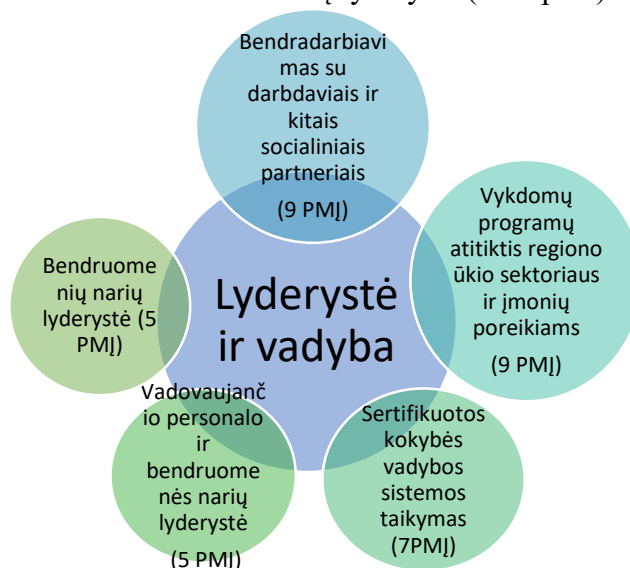 Bendradarbiavi
mas su
darbdaviais ir
kitais
socialiniais
partneriais
(9 PMĮ)
Vykdomų
programų
atitiktis regiono
ūkio sektoriaus
ir įmonių
poreikiams
(9 PMĮ)
Sertifikuotos
kokybės
vadybos
sistemos
taikymas
(7PMĮ)
Vadovaujanč
io personalo
ir
bendruome
nės narių
lyderystė
(5 PMĮ)
Bendruome
nių narių
lyderystė (5
PMĮ)
Lyderystė
ir vadyba